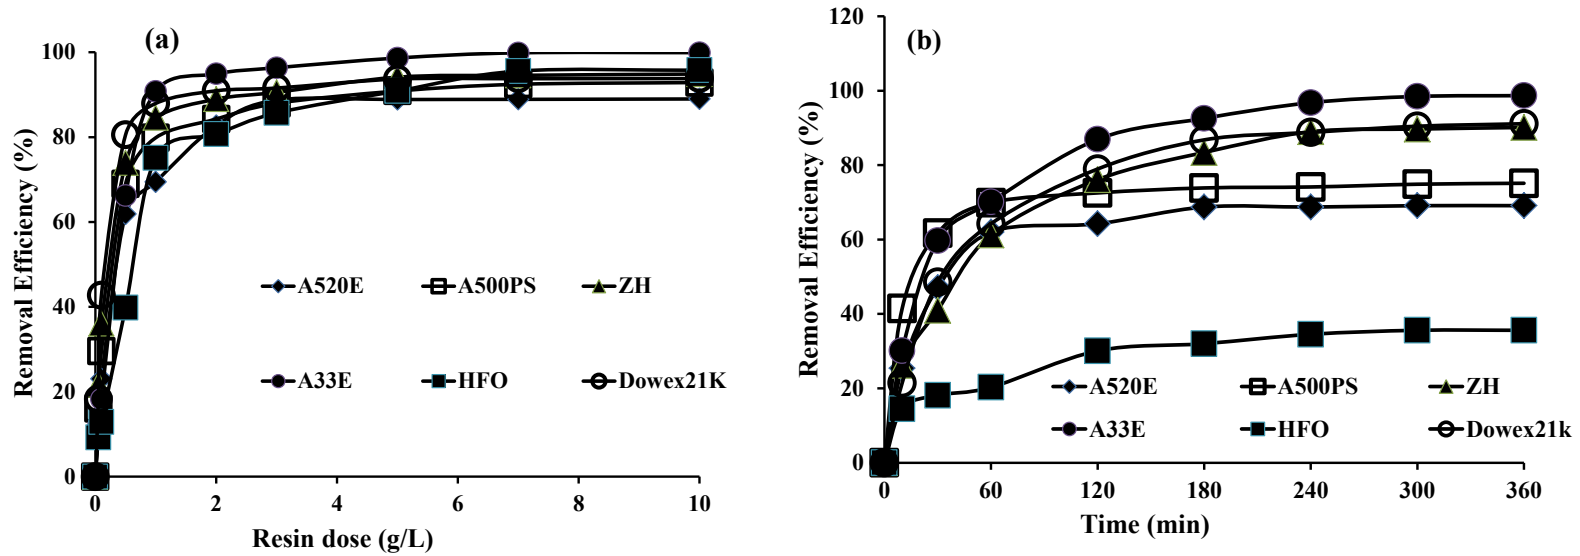 (a)
100
80
60
40
20
0
Removal Efficiency (%)
A520E A500PS ZH
A33E HFO Dowex21K
0 2 4 6 8 10
Resin dose (g/L)
(b)
120
100
80
60
40
20
0
Removal Efficiency (%)
A520E A500PS ZH
A33E HFO Dowex21k
0 60 120 180 240 300 360
Time (min)